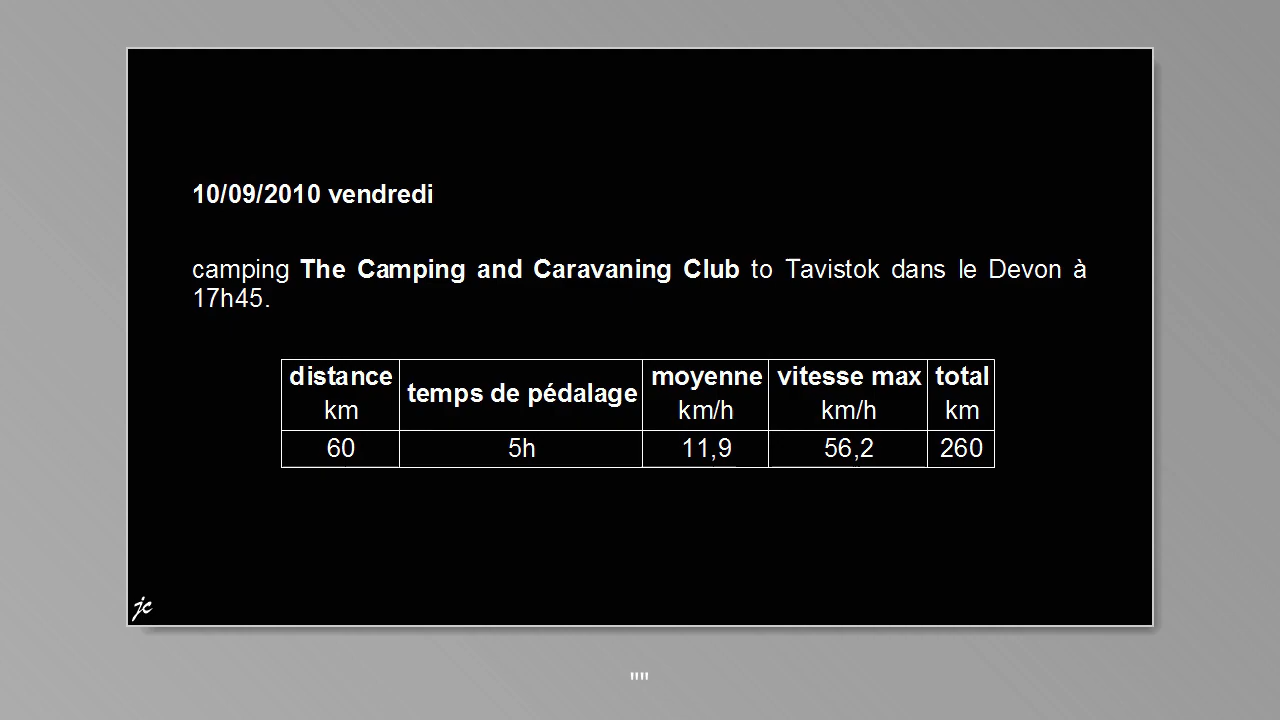 10/09/2010 vendredi
camping The Camping and Caravaning Club to Tavistok dans le Devon à
17h45.
distance temps de pédalage moyenne vitesse max total
km km/h km/h km
60 5h 11,9 56,2 260
jc
""